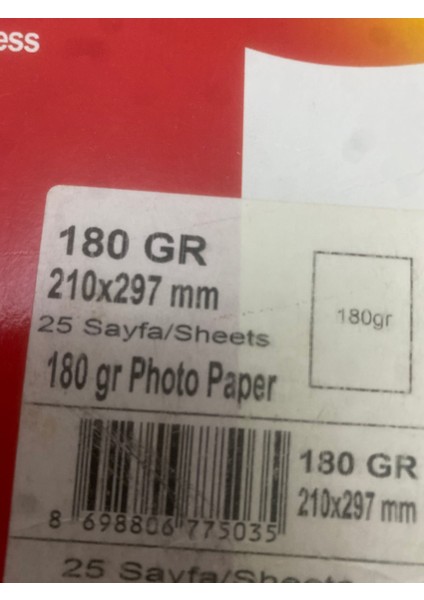 ess
180 GR
210x297 mm
25 Sayfa/Sheets
180 gr Photo Paper
180gr
180 GR
210x297 mm
8 698806 775035
25 Sayfa/Sheets